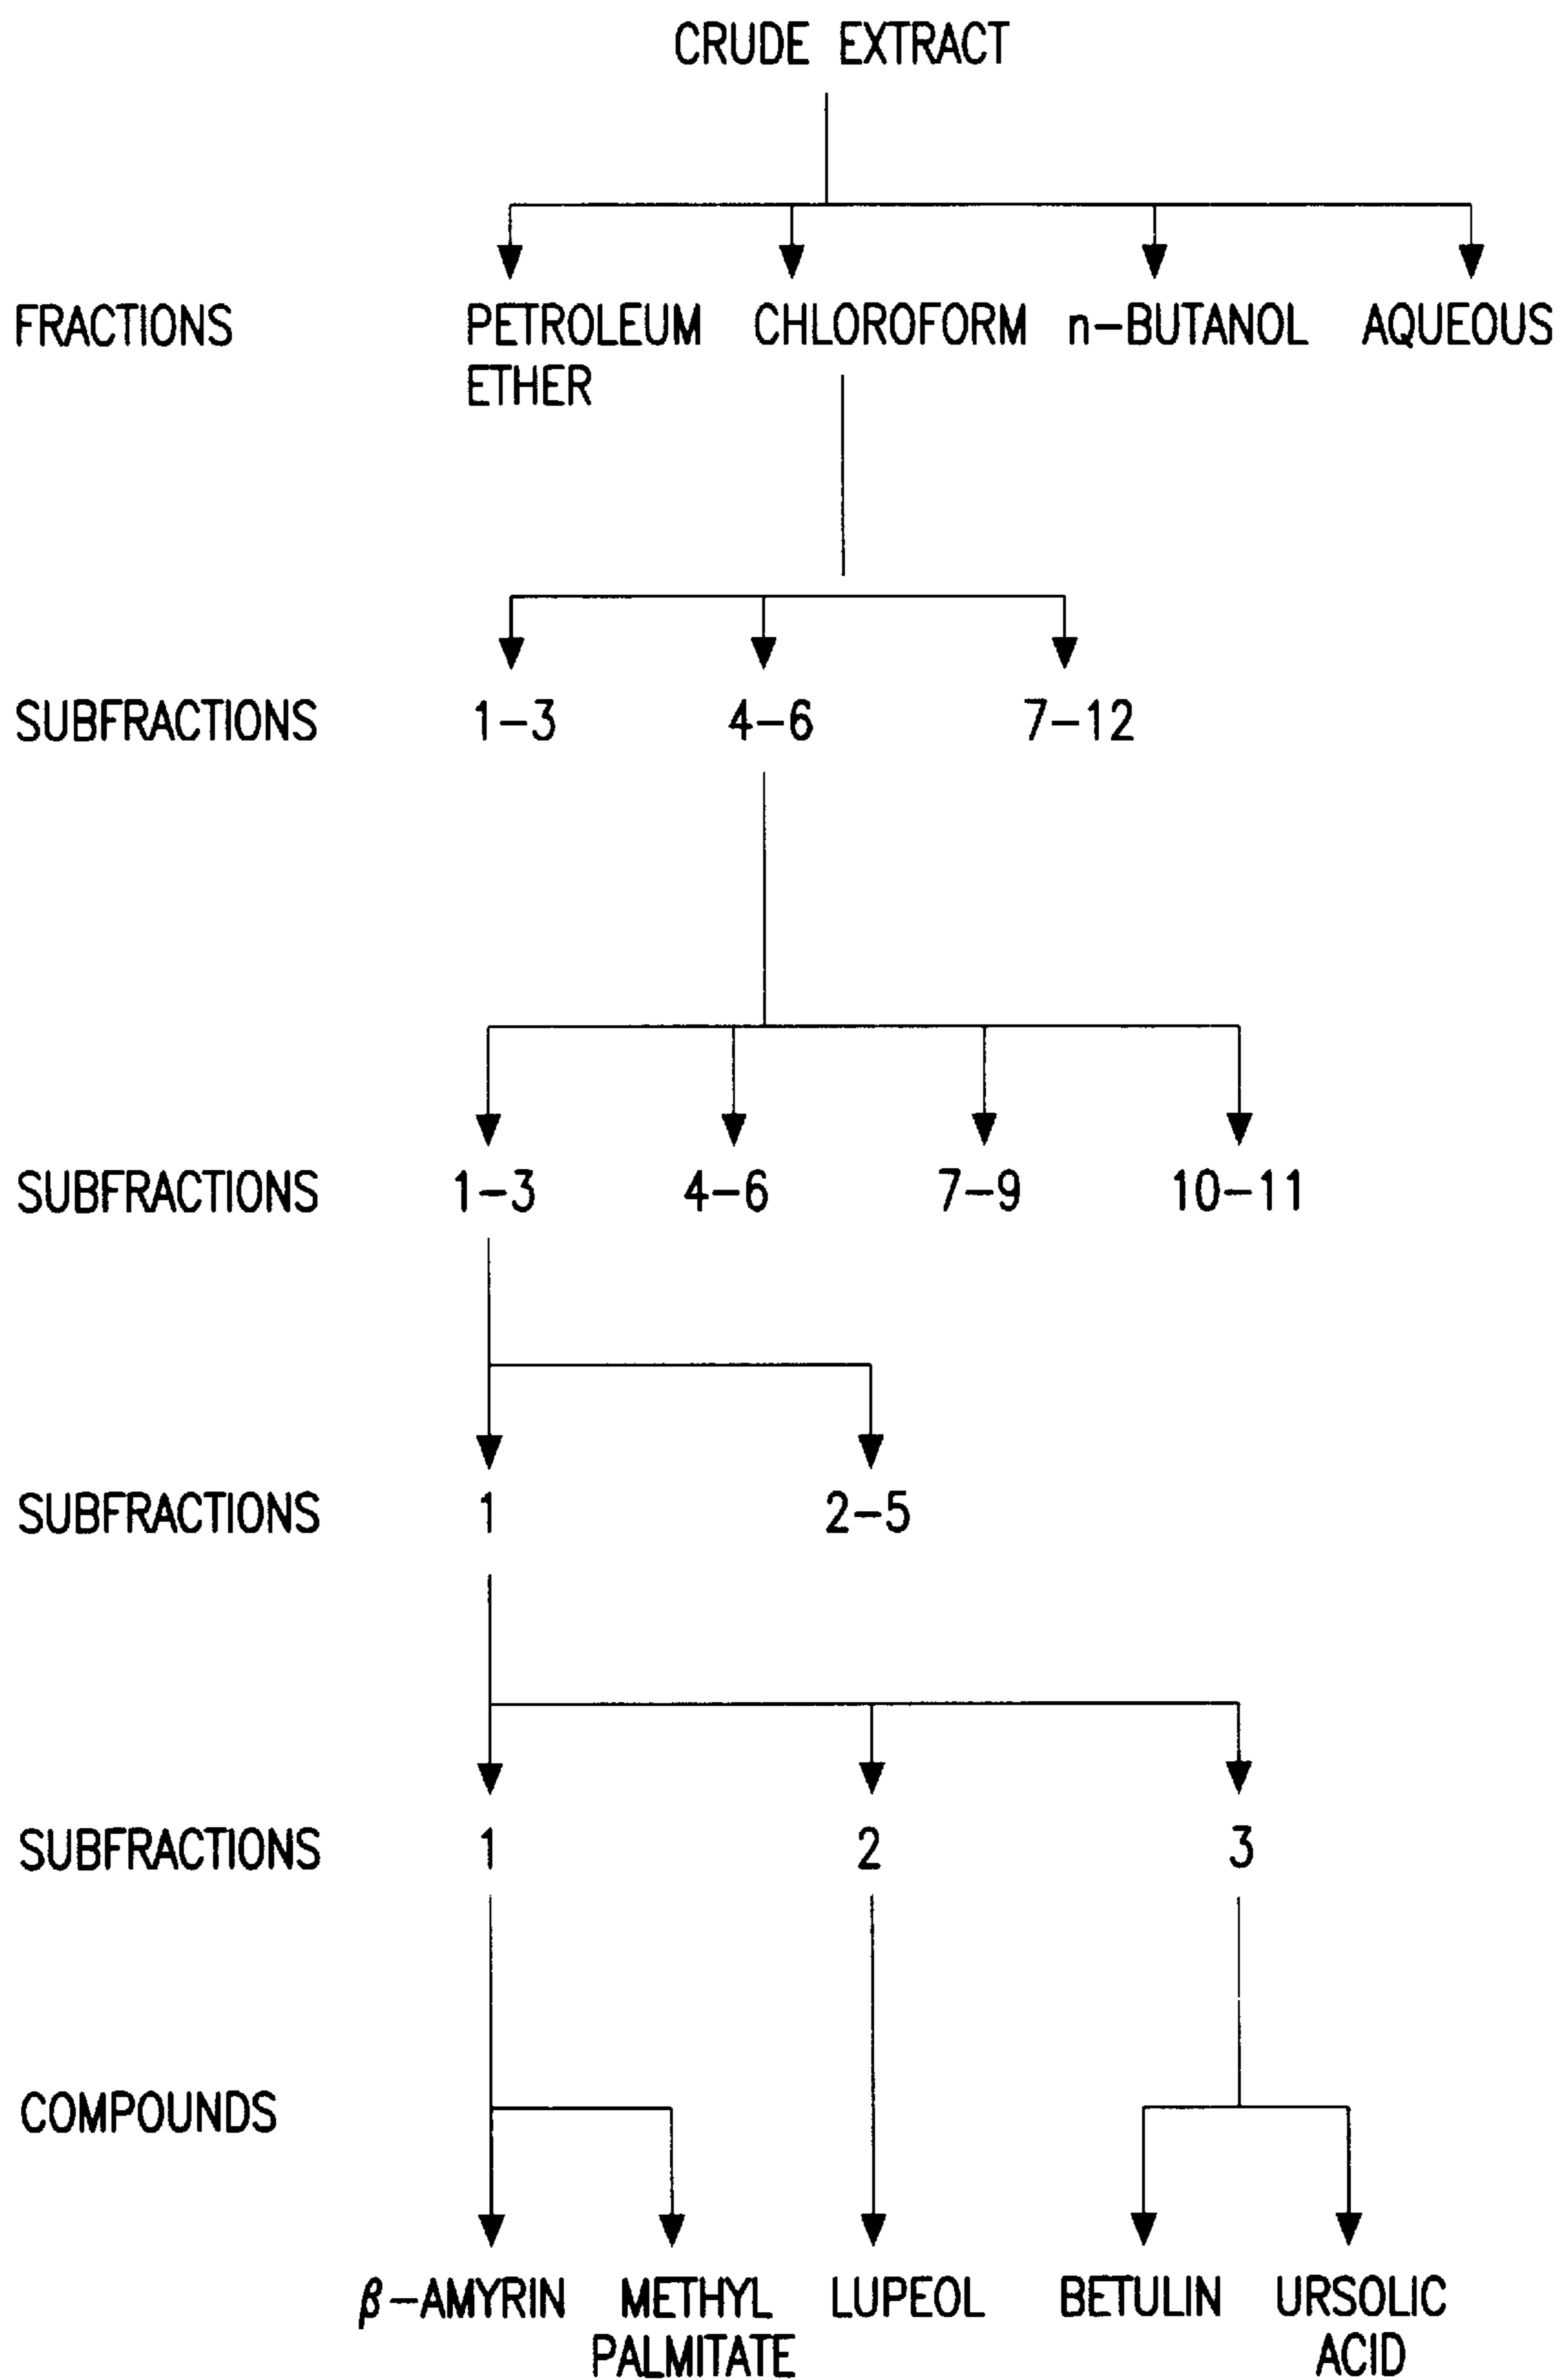 CRUDE EXTRACT
FRACTIONS PETROLEUM ETHER CHLOROFORM n-BUTANOL AQUEOUS
SUBFRACTIONS 1-3 4-6 7-12
SUBFRACTIONS 1-3 4-6 7-9 10-11
SUBFRACTIONS 1 2-5
SUBFRACTIONS 1 2 3
COMPOUNDS
β-AMYRIN METHYL PALMITATE LUPEOL BETULIN URSOLIC ACID